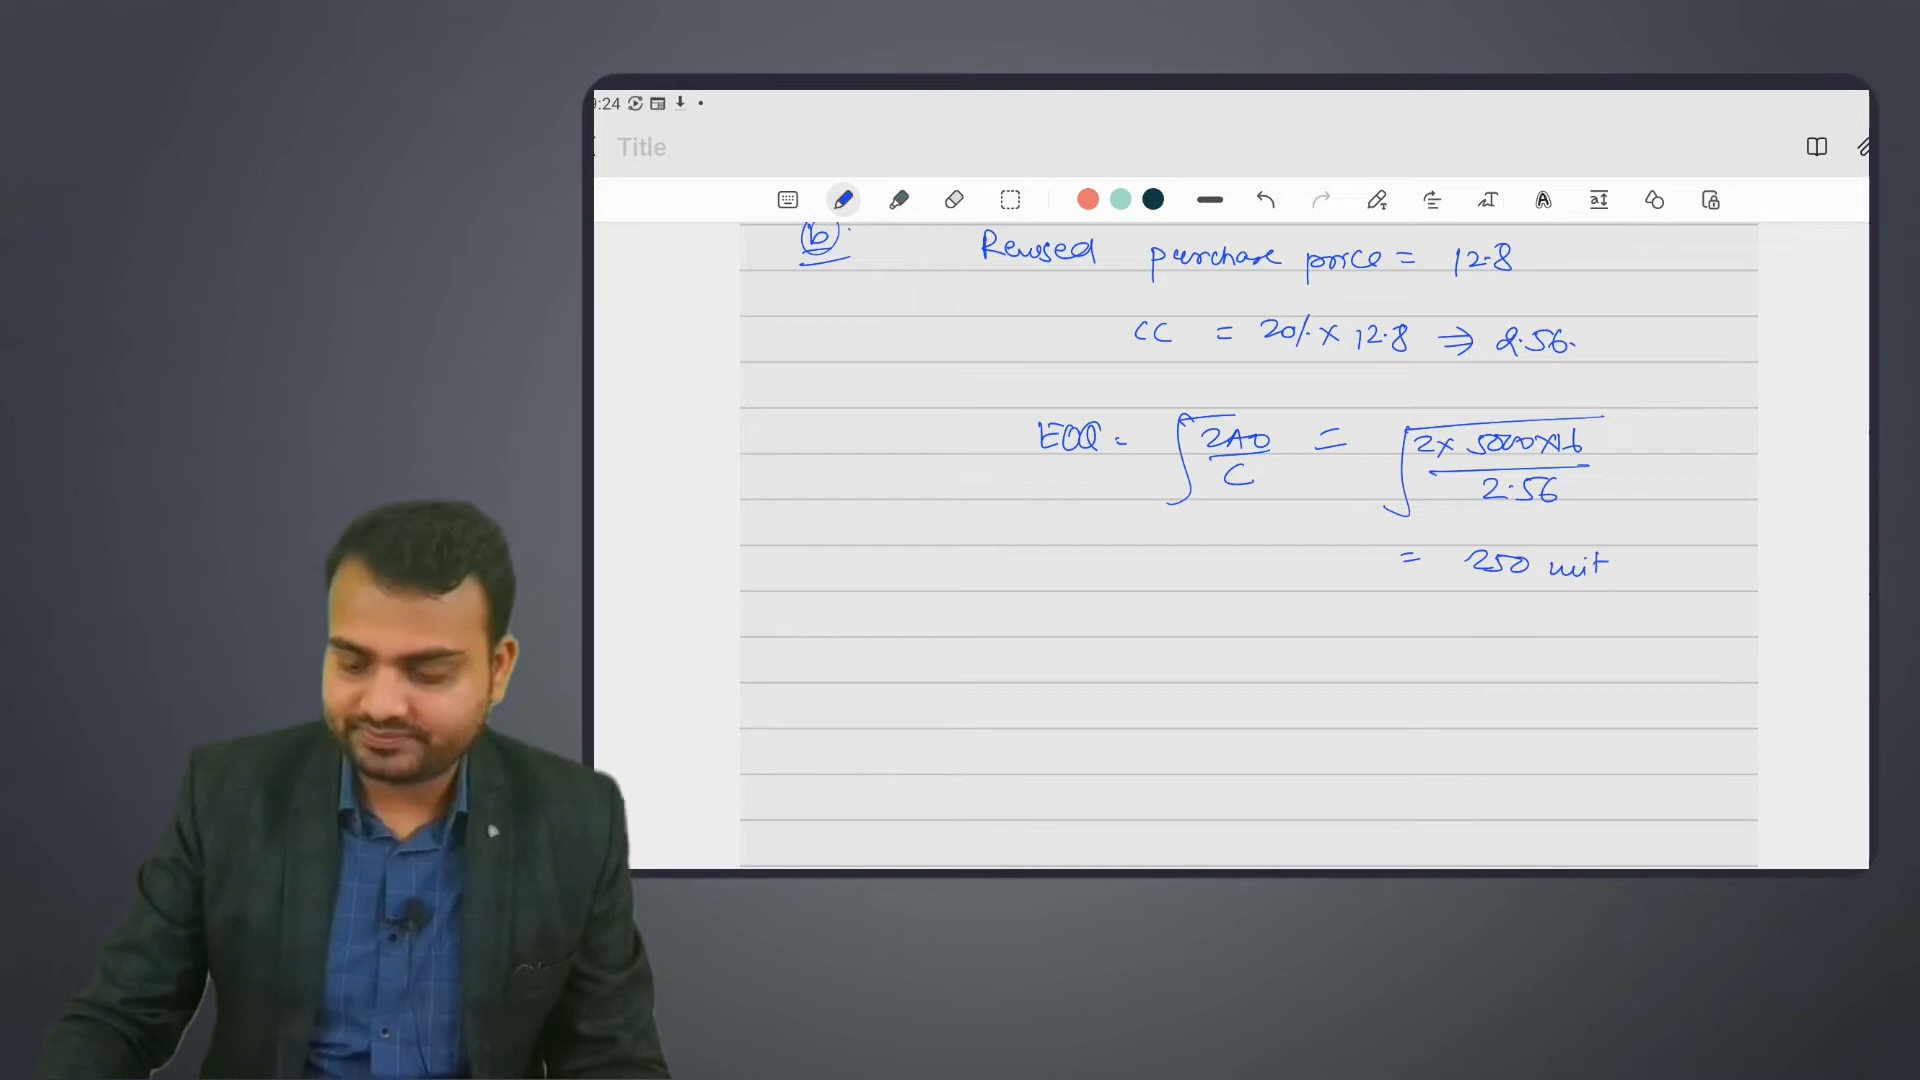 9:24
Title
(b).
Revised purchase price = 12.8
CC = 20% × 12.8 ⇒ 2.56.
EOQ = √(2AO/C) = √(2 × 5000 × 16/2.56)
= 250 unit